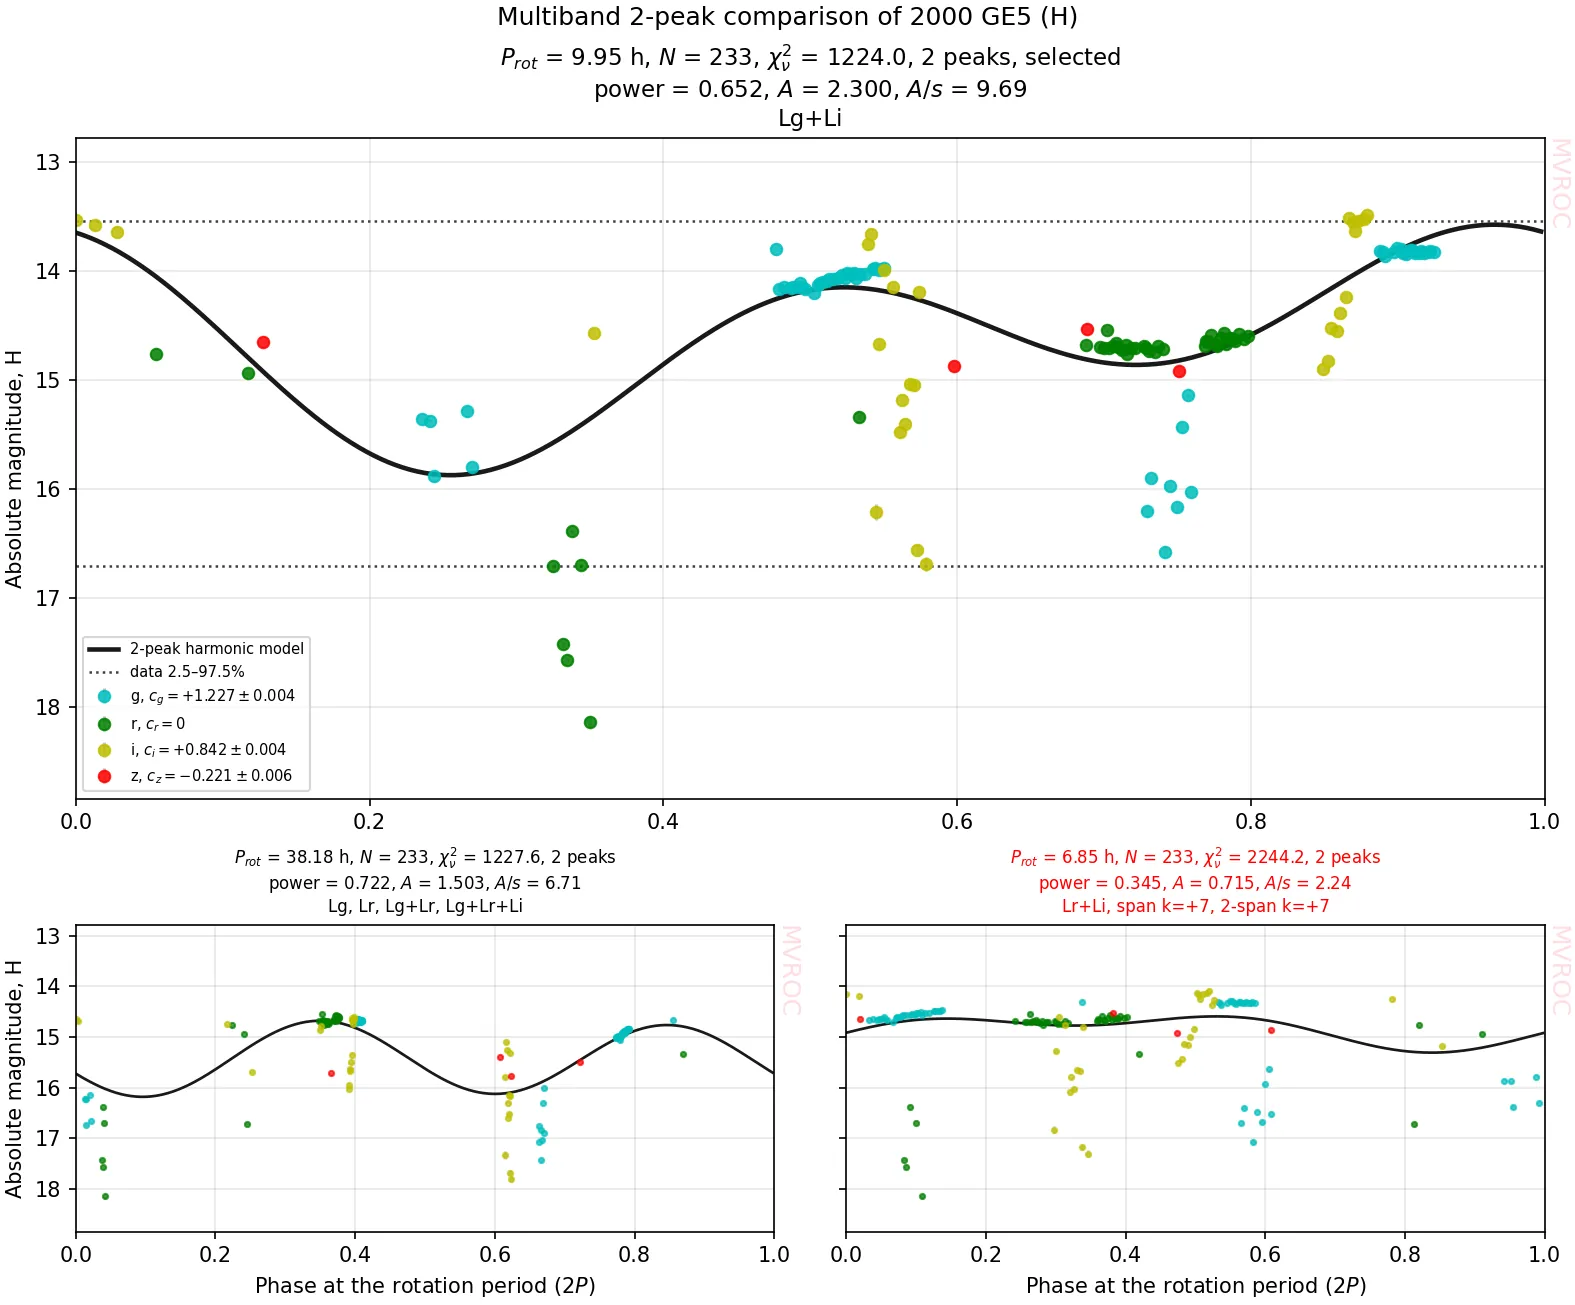 Multiband 2-peak comparison of 2000 GE5 (H)
P_rot = 9.95 h, N = 233, χ²_ν = 1224.0, 2 peaks, selected
power = 0.652, A = 2.300, A/s = 9.69
Lg+Li
MVROC
13
14
15
16
17
18
Absolute magnitude, H
2-peak harmonic model
data 2.5–97.5%
g, c_g = +1.227 ± 0.004
r, c_r = 0
i, c_i = +0.842 ± 0.004
z, c_z = −0.221 ± 0.006
0.0 0.2 0.4 0.6 0.8 1.0
P_rot = 38.18 h, N = 233, χ²_ν = 1227.6, 2 peaks
power = 0.722, A = 1.503, A/s = 6.71
Lg, Lr, Lg+Lr, Lg+Lr+Li
MVROC
13
14
15
16
17
18
Absolute magnitude, H
0.0 0.2 0.4 0.6 0.8 1.0
Phase at the rotation period (2P)
P_rot = 6.85 h, N = 233, χ²_ν = 2244.2, 2 peaks
power = 0.345, A = 0.715, A/s = 2.24
Lr+Li, span k=+7, 2-span k=+7
MVROC
0.0 0.2 0.4 0.6 0.8 1.0
Phase at the rotation period (2P)